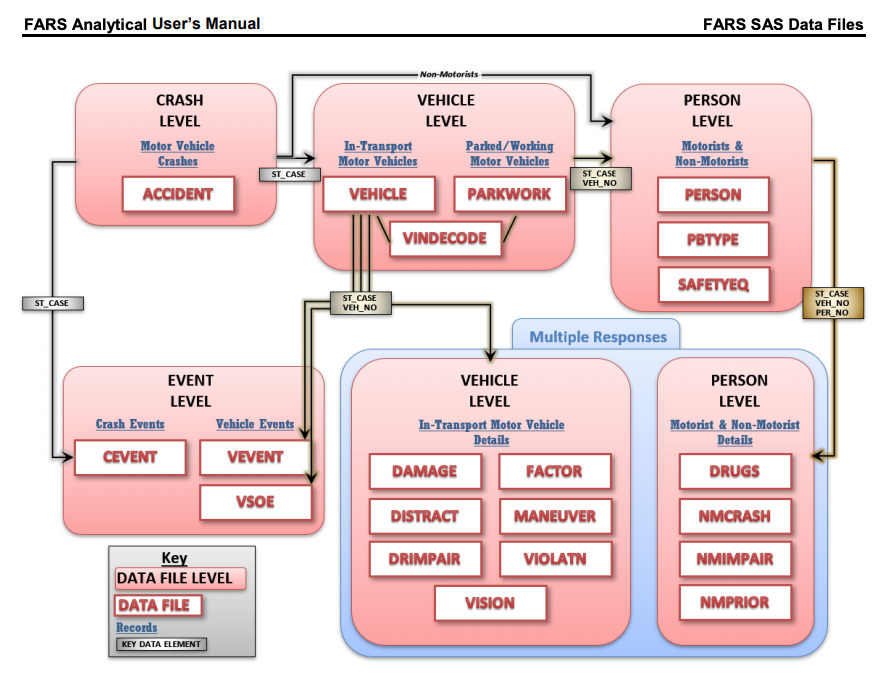 FARS Analytical User's Manual
FARS SAS Data Files
Non-Motorists
CRASH
LEVEL
Motor Vehicle
Crashes
ACCIDENT
ST_CASE
VEHICLE
LEVEL
In-Transport
Motor Vehicles
Parked/Working
Motor Vehicles
VEHICLE
PARKWORK
VINDECODE
ST_CASE
VEH_NO
PERSON
LEVEL
Motorists &
Non-Motorists
PERSON
PBTYPE
SAFETYEQ
ST_CASE
ST_CASE
VEH_NO
ST_CASE
VEH_NO
PER_NO
EVENT
LEVEL
Crash Events
Vehicle Events
CEVENT
VEVENT
VSOE
Multiple Responses
VEHICLE
LEVEL
In-Transport Motor Vehicle
Details
DAMAGE
FACTOR
DISTRACT
MANEUVER
DRIMPAIR
VIOLATN
VISION
PERSON
LEVEL
Motorist & Non-Motorist
Details
DRUGS
NMCRASH
NMIMPAIR
NMPRIOR
Key
DATA FILE LEVEL
DATA FILE
Records
KEY DATA ELEMENT